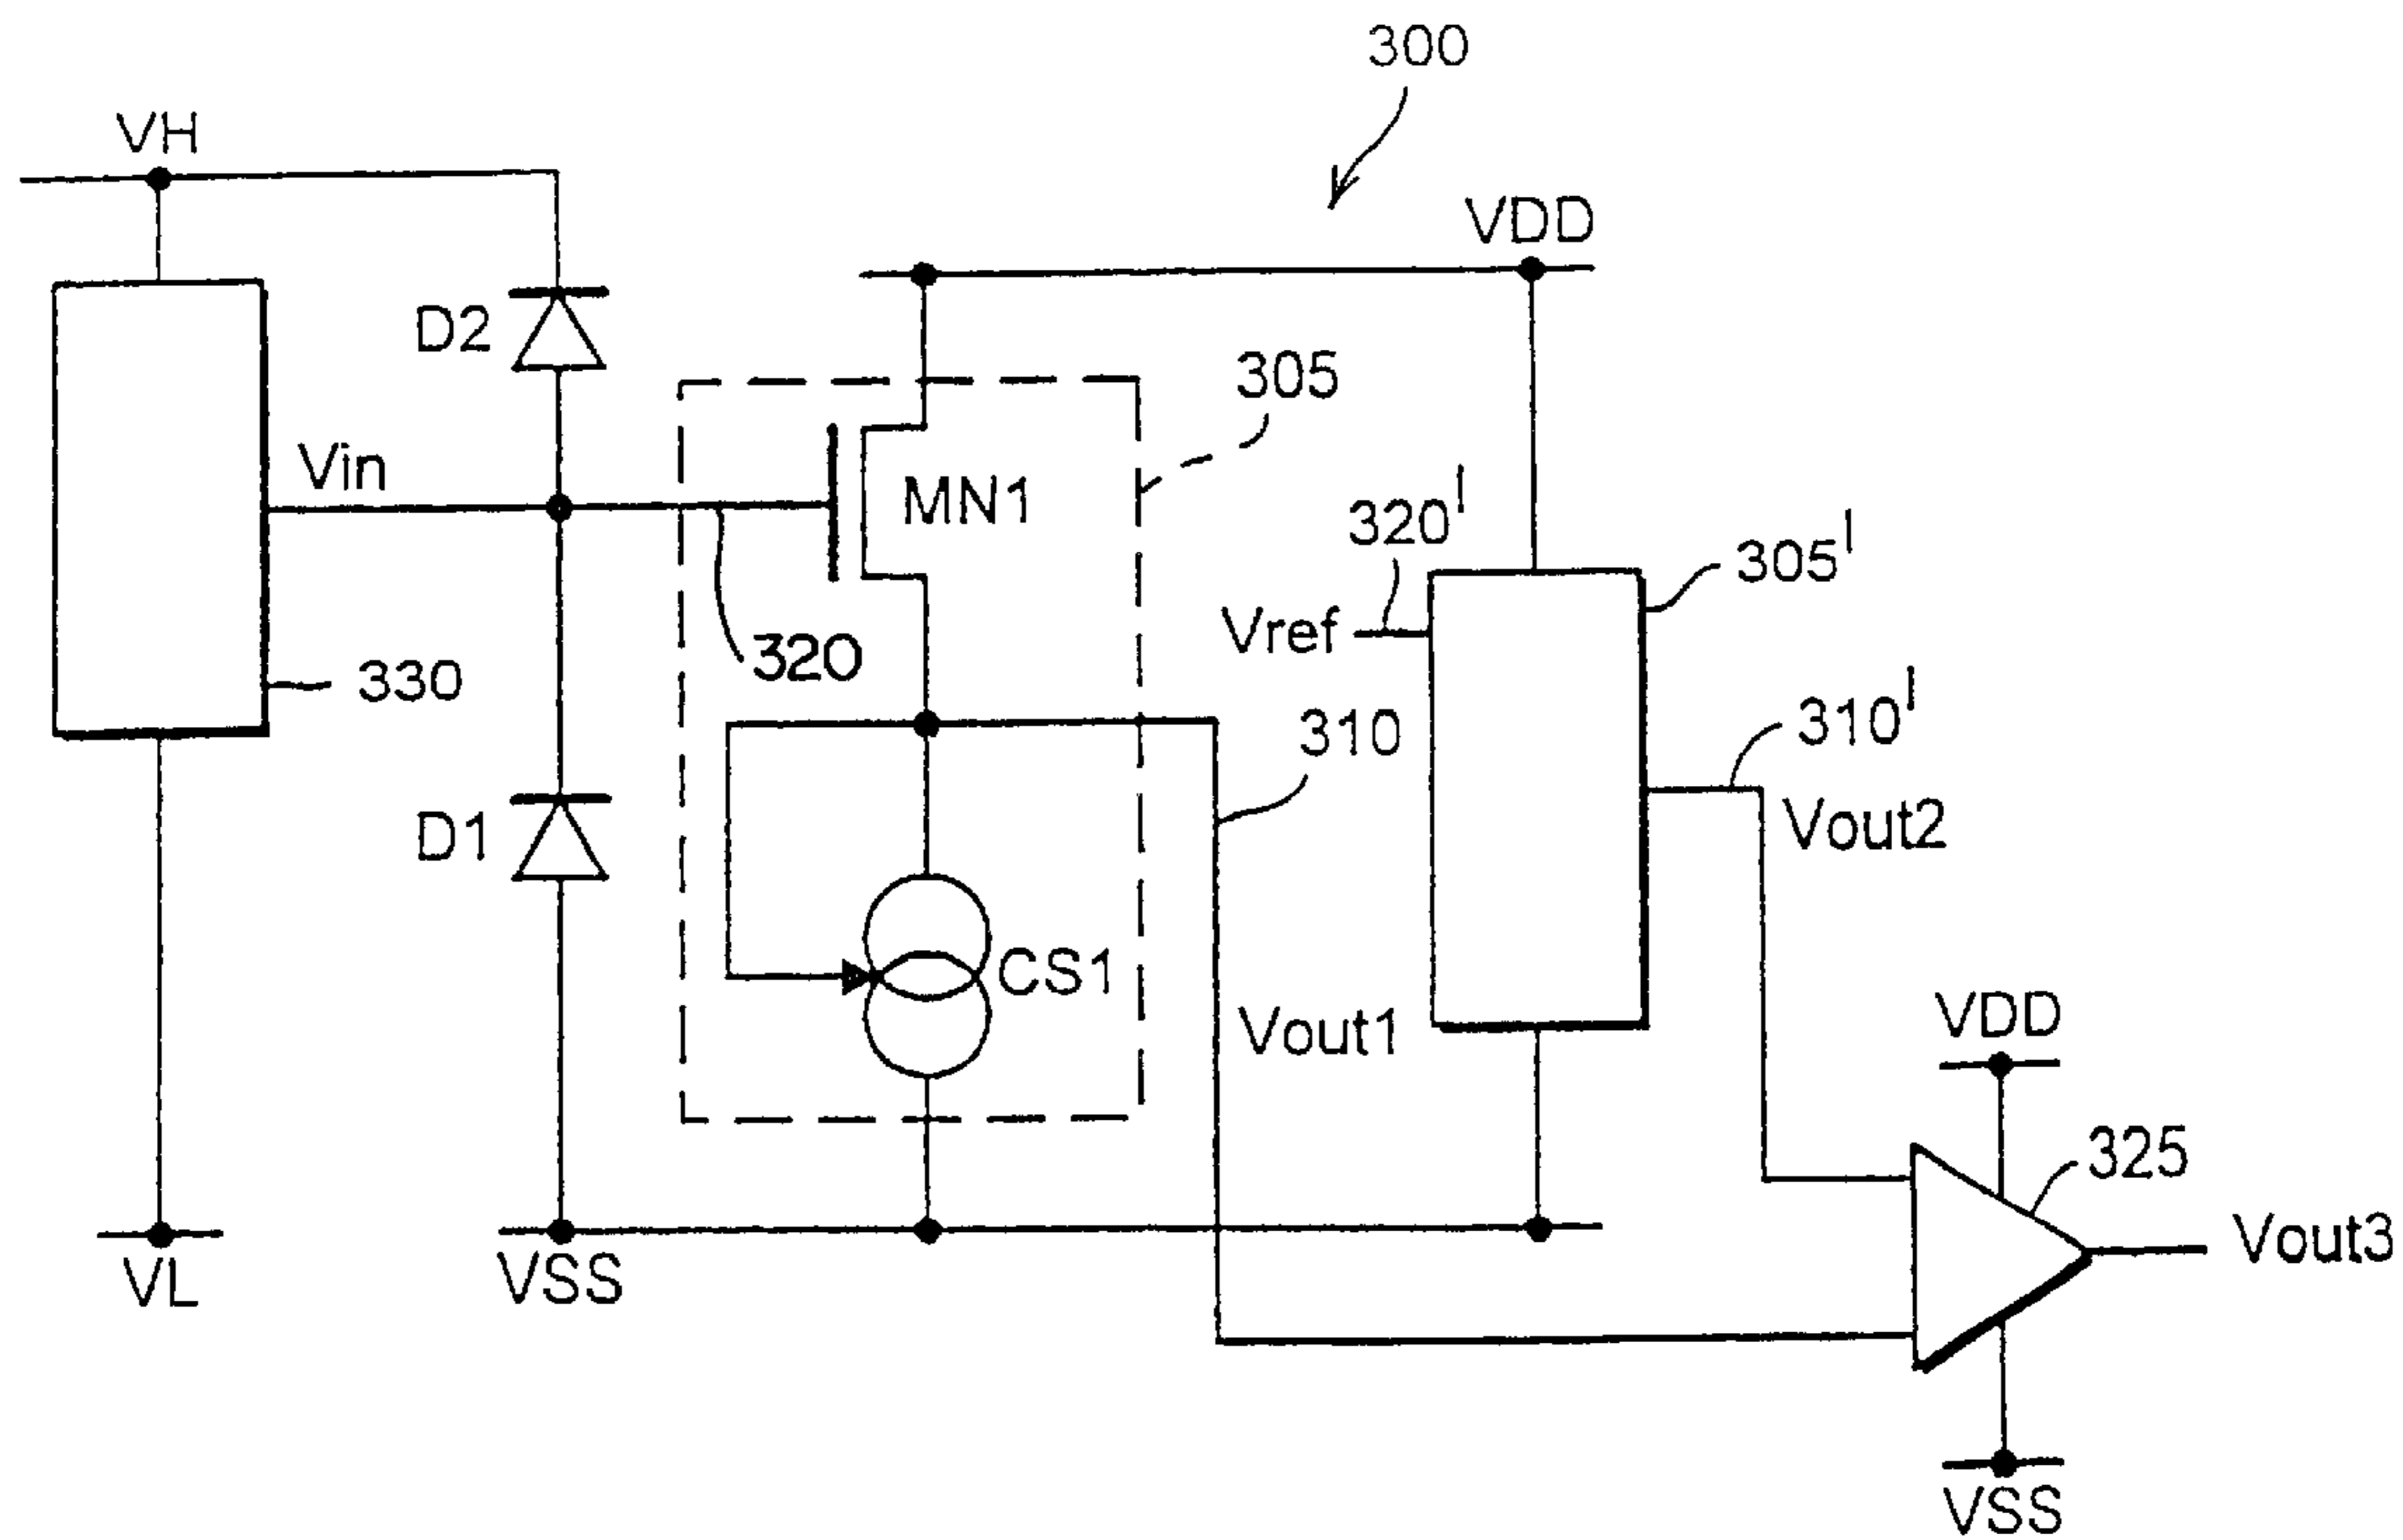 300
VH
VDD
D2
305
Vin
MN1
320'
305'
Vref
320
330
310
310'
Vout2
D1
CS1
Vout1
VDD
325
Vout3
VL
VSS
VSS